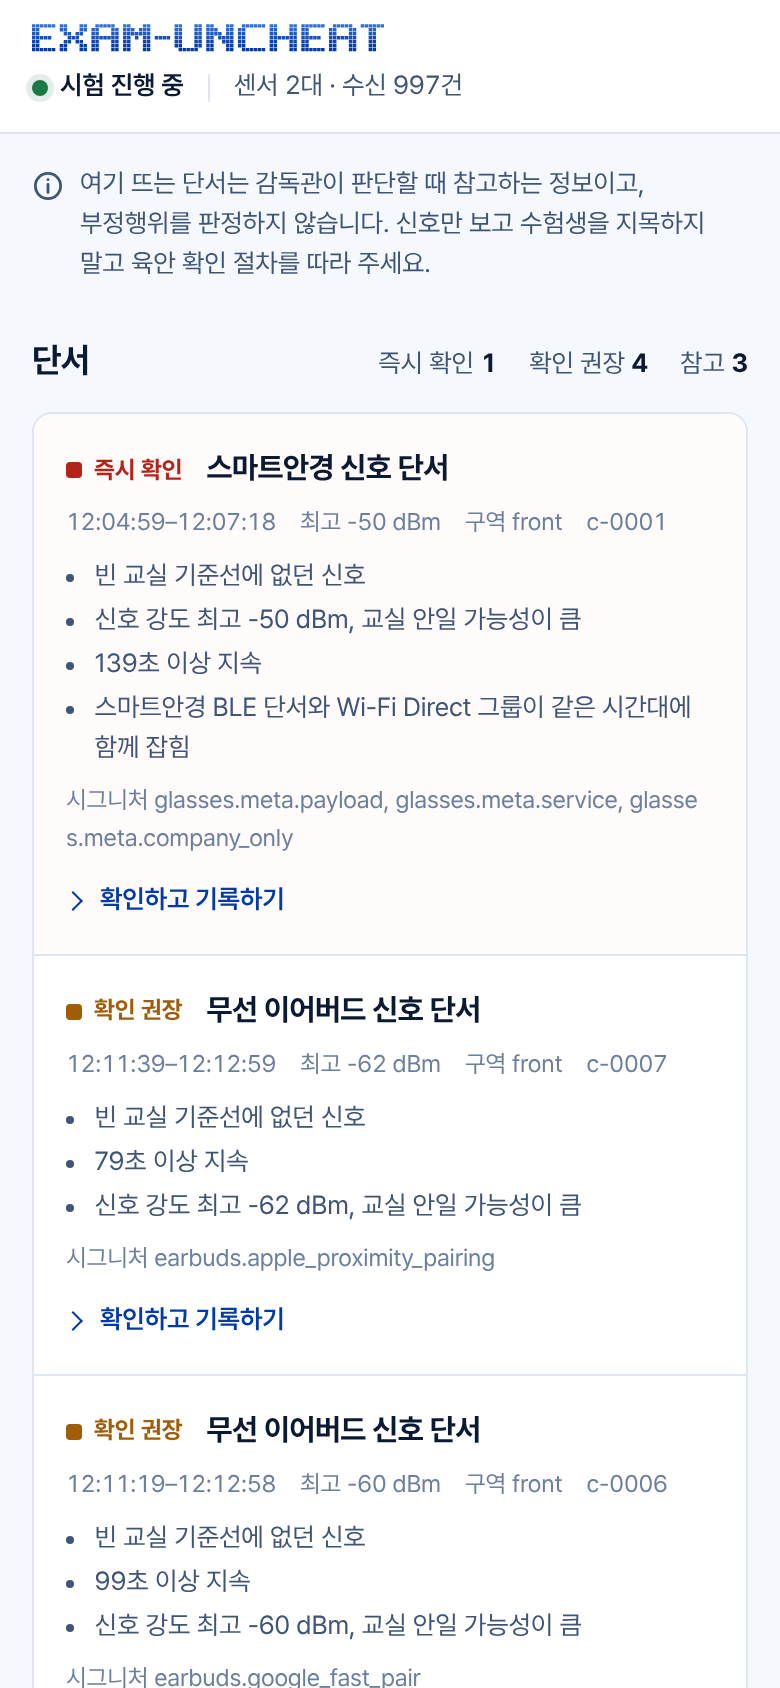 EXAM-UNCHEAT
시험 진행 중 센서 2대 · 수신 997건
여기 뜨는 단서는 감독관이 판단할 때 참고하는 정보이고,
부정행위를 판정하지 않습니다. 신호만 보고 수험생을 지목하지
말고 육안 확인 절차를 따라 주세요.
단서 즉시 확인 1 확인 권장 4 참고 3
즉시 확인 스마트안경 신호 단서
12:04:59–12:07:18 최고 -50 dBm 구역 front c-0001
빈 교실 기준선에 없던 신호
신호 강도 최고 -50 dBm, 교실 안일 가능성이 큼
139초 이상 지속
스마트안경 BLE 단서와 Wi-Fi Direct 그룹이 같은 시간대에
함께 잡힘
시그니처 glasses.meta.payload, glasses.meta.service, glasse
s.meta.company_only
확인하고 기록하기
확인 권장 무선 이어버드 신호 단서
12:11:39–12:12:59 최고 -62 dBm 구역 front c-0007
빈 교실 기준선에 없던 신호
79초 이상 지속
신호 강도 최고 -62 dBm, 교실 안일 가능성이 큼
시그니처 earbuds.apple_proximity_pairing
확인하고 기록하기
확인 권장 무선 이어버드 신호 단서
12:11:19–12:12:58 최고 -60 dBm 구역 front c-0006
빈 교실 기준선에 없던 신호
99초 이상 지속
신호 강도 최고 -60 dBm, 교실 안일 가능성이 큼
시그니처 earbuds.google_fast_pair